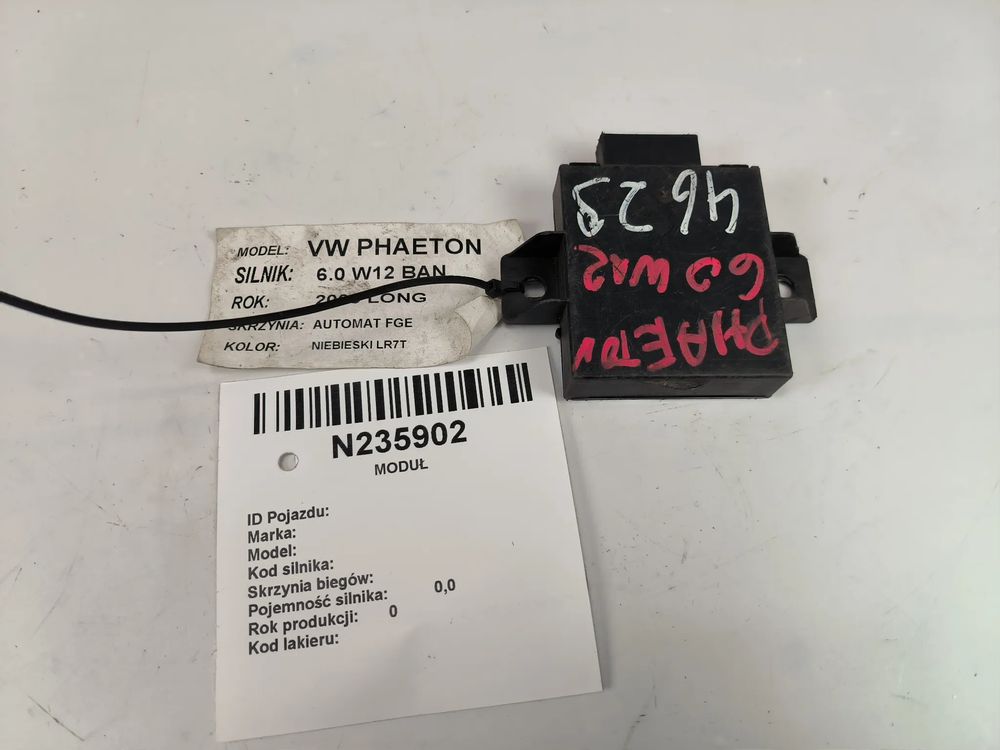 MODEL: VW PHAETON
SILNIK: 6.0 W12 BAN
ROK: LONG
SKRZYNIA: AUTOMAT FGE
KOLOR: NIEBIESKI LR7T
PHAETON
6.0 W12
4629
N235902
MODUŁ
ID Pojazdu:
Marka:
Model:
Kod silnika:
Skrzynia biegów:
Pojemność silnika: 0,0
Rok produkcji: 0
Kod lakieru: